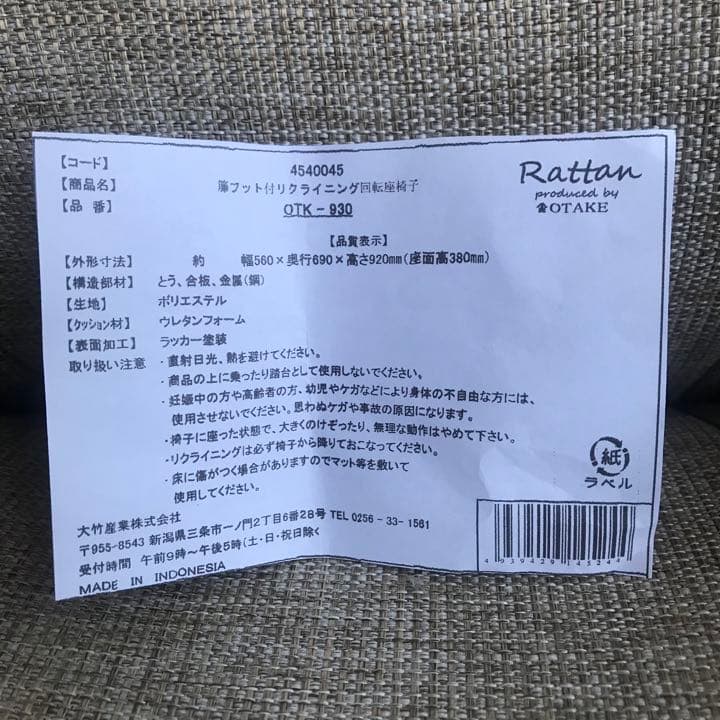 【コード】 4540045
【商品名】 籐フット付リクライニング回転座椅子
【品 番】 OTK-930
Rattan
produced by
OTAKE
【品質表示】
【外形寸法】 約 幅560×奥行690×高さ920mm(座面高380mm)
【構造部材】 とう、合板、金属(鋼)
【生地】 ポリエステル
【クッション材】 ウレタンフォーム
【表面加工】 ラッカー塗装
取り扱い注意 ・直射日光、熱を避けてください。
・商品の上に乗ったり踏台として使用しないでください。
・妊娠中の方や高齢者の方、幼児やケガなどにより身体の不自由な方には、
使用させないでください。思わぬケガや事故の原因になります。
・椅子に座った状態で、大きくのけぞったり、無理な動作はやめて下さい。
・リクライニングは必ず椅子から降りておこなってください。
・床に傷がつく場合がありますのでマット等を敷いて
使用してください。
紙
ラベル
大竹産業株式会社
〒955-8543 新潟県三条市一ノ門2丁目6番28号 TEL 0256-33-1561
受付時間 午前9時~午後5時(土・日・祝日除く
MADE IN INDONESIA
4939429145244